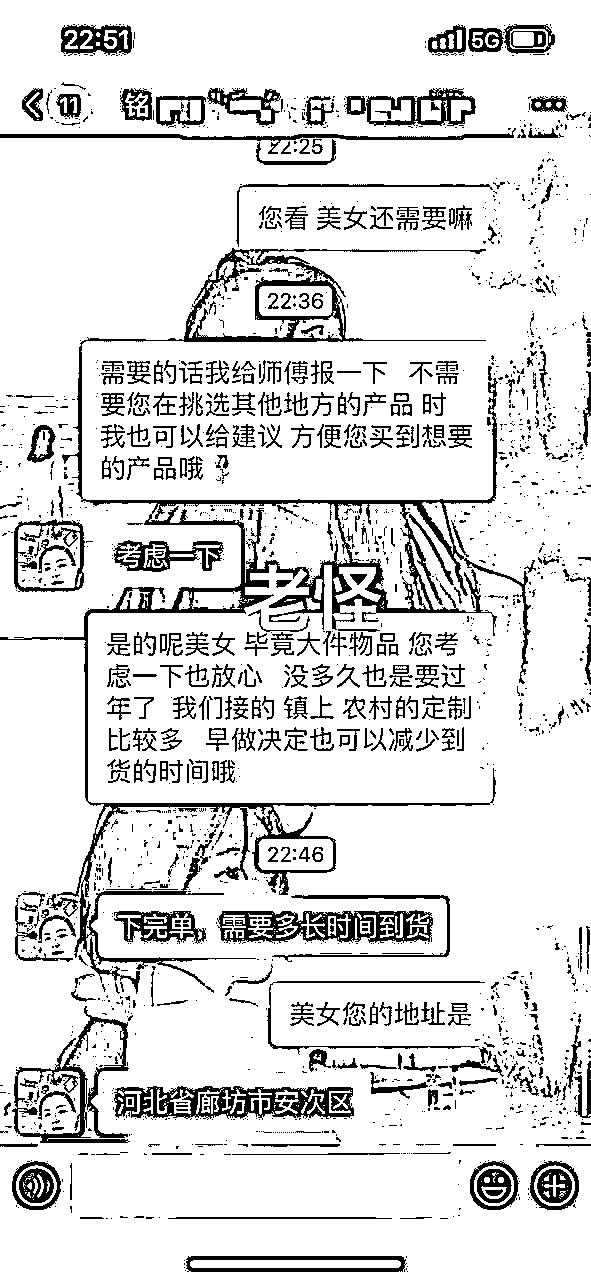 22:51
5G
11
铭
22:25
您看 美女还需要嘛
22:36
需要的话我给师傅报一下 不需
要您在挑选其他地方的产品 时
我也可以给建议 方便您买到想要
的产品哦
考虑一下
老怪
是的呢美女 毕竟大件物品 您考
虑一下也放心 没多久也是要过
年了 我们接的 镇上 农村的定制
比较多 早做决定也可以减少到
货的时间哦
22:46
下完单，需要多长时间到货
美女您的地址是
河北省廊坊市安次区